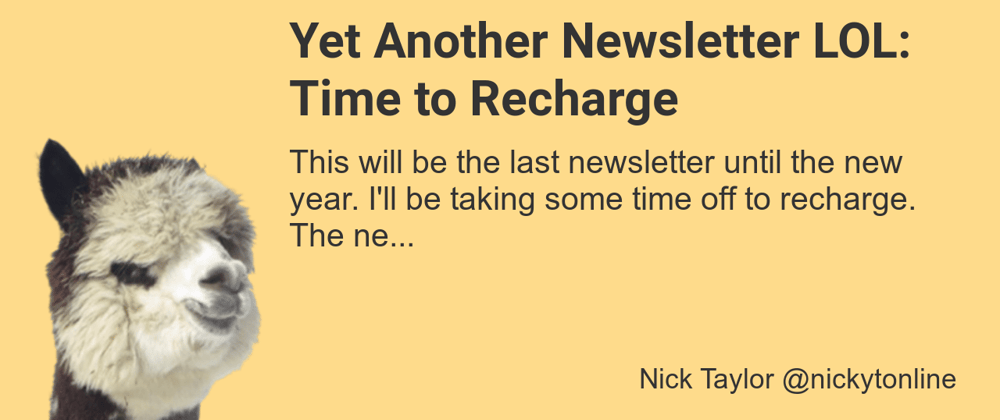 Yet Another Newsletter LOL:
Time to Recharge
This will be the last newsletter until the new
year. I'll be taking some time off to recharge.
The ne...
Nick Taylor @nickytonline